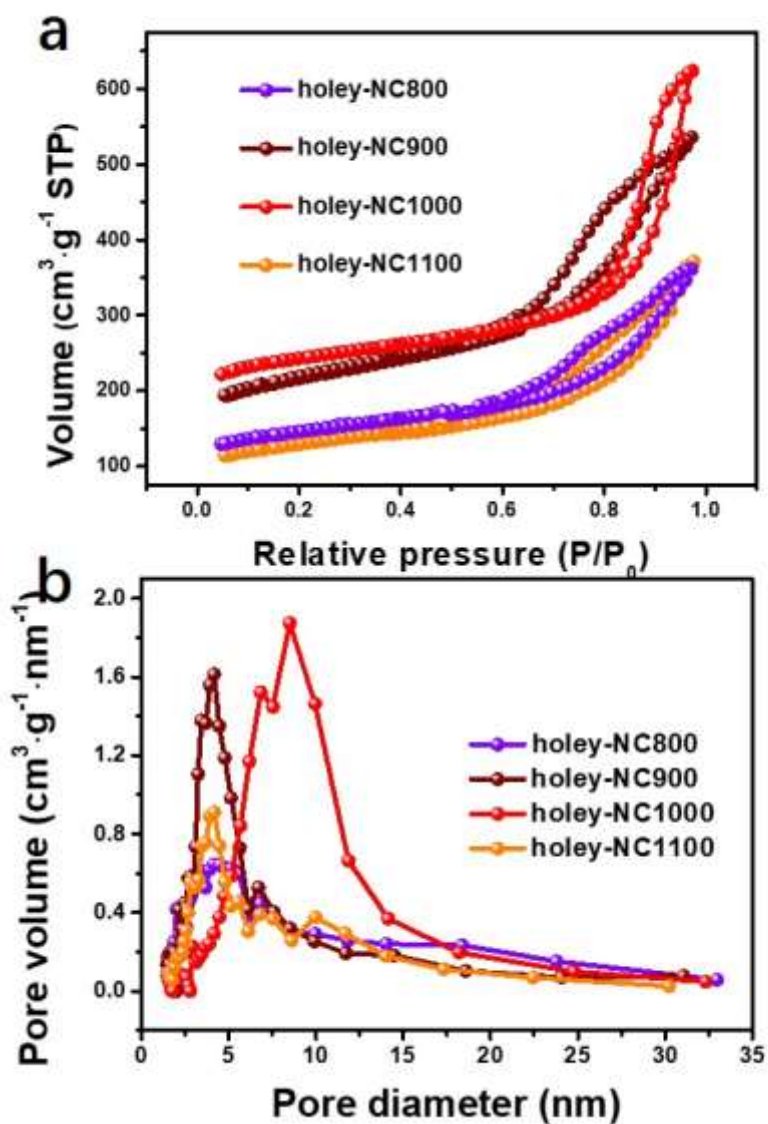 a
Volume (cm³·g⁻¹ STP)
600
500
400
300
200
100
holey-NC800
holey-NC900
holey-NC1000
holey-NC1100
0.0 0.2 0.4 0.6 0.8 1.0
Relative pressure (P/P₀)
b
Pore volume (cm³·g⁻¹·nm⁻¹)
2.0
1.6
1.2
0.8
0.4
0.0
holey-NC800
holey-NC900
holey-NC1000
holey-NC1100
0 5 10 15 20 25 30 35
Pore diameter (nm)